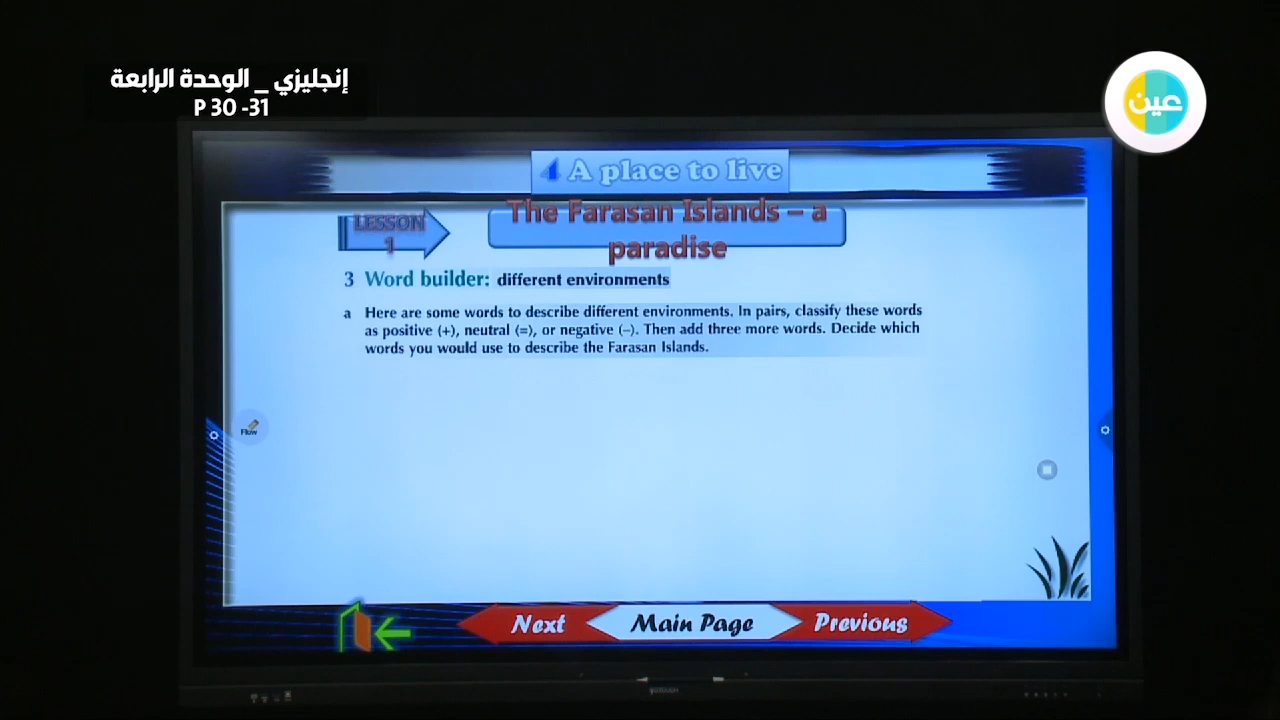 إنجليزي _ الوحدة الرابعة
P 30 -31
عين
4 A place to live
LESSON
1
The Farasan Islands – a
paradise
3 Word builder: different environments
a Here are some words to describe different environments. In pairs, classify these words
as positive (+), neutral (=), or negative (–). Then add three more words. Decide which
words you would use to describe the Farasan Islands.
Flow
Next
Main Page
Previous